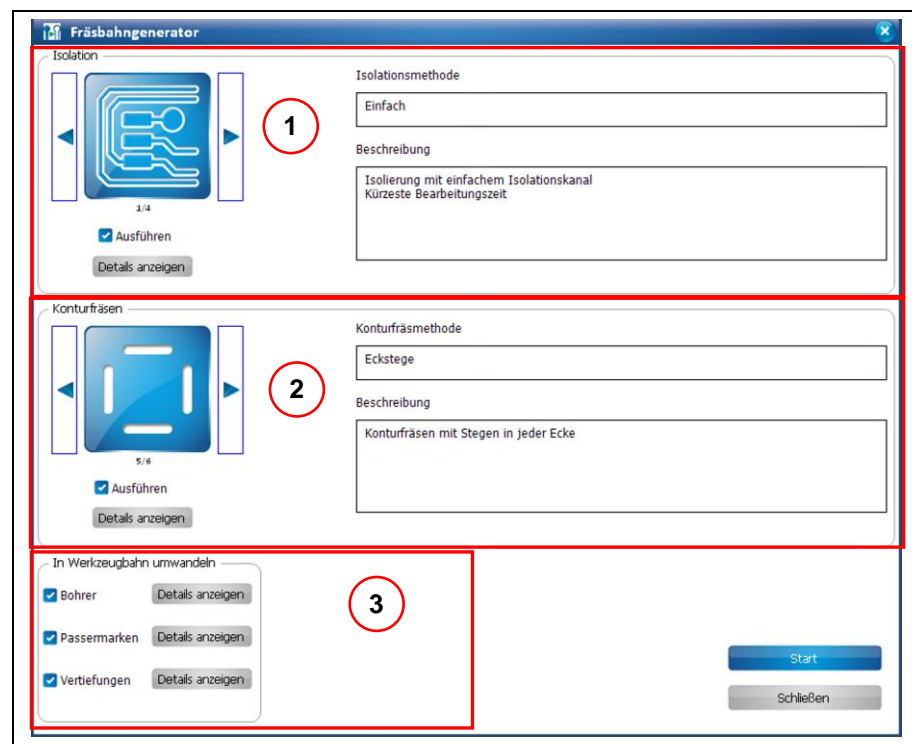 Fräsbahngenerator
Isolation
Isolationsmethode
Einfach
1
Beschreibung
Isolierung mit einfachem Isolationskanal
Kürzeste Bearbeitungszeit
1/4
Ausführen
Details anzeigen
Konturfräsen
Konturfräsmethode
Eckstege
2
Beschreibung
Konturfräsen mit Stegen in jeder Ecke
5/6
Ausführen
Details anzeigen
In Werkzeugbahn umwandeln
3
Bohrer Details anzeigen
Passermarken Details anzeigen
Vertiefungen Details anzeigen
Start
Schließen